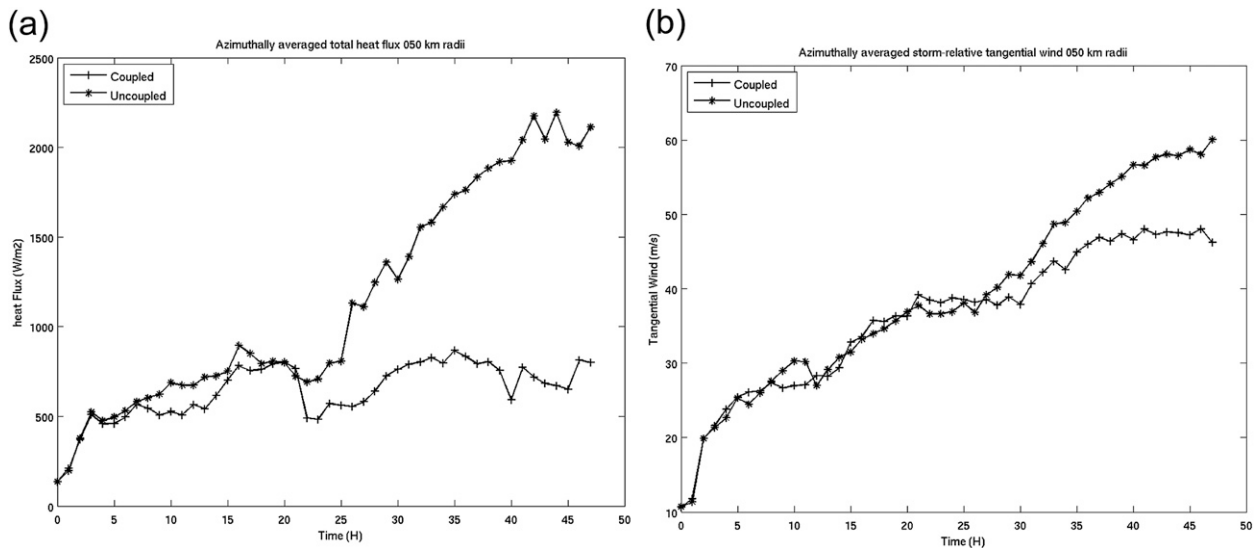 (a)
Azimuthally averaged total heat flux 050 km radii
2500
2000
1500
1000
500
0
heat Flux (W/m2)
Coupled
Uncoupled
0 5 10 15 20 25 30 35 40 45 50
Time (H)
(b)
Azimuthally averaged storm-relative tangential wind 050 km radii
70
60
50
40
30
20
10
Tangential Wind (m/s)
Coupled
Uncoupled
0 5 10 15 20 25 30 35 40 45 50
Time (H)